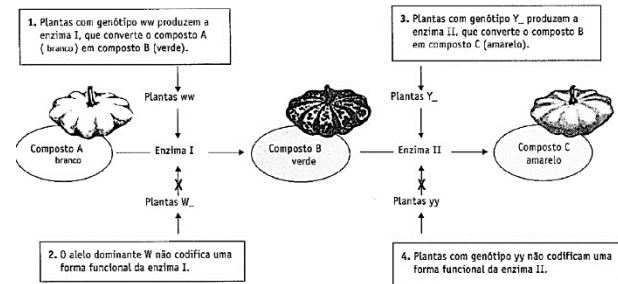 1. Plantas com genótipo ww produzem a
enzima I, que converte o composto A
( branco) em composto B (verde).
3. Plantas com genótipo Y_ produzem a
enzima II, que converte o composto B
em composto C (amarelo).
Plantas ww
Plantas Y_
Composto A
branco
Enzima I
Composto B
verde
Enzima II
Composto C
amarelo
X
X
Plantas W_
Plantas yy
2. O alelo dominante W não codifica uma
forma funcional da enzima I.
4. Plantas com genótipo yy não codificam uma
forma funcional da enzima II.